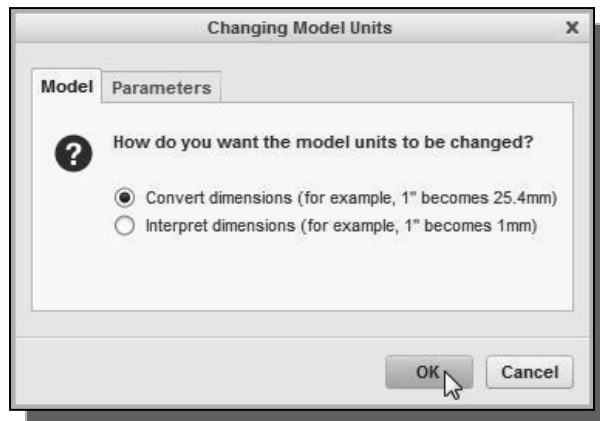 Changing Model Units X
Model Parameters
?
How do you want the model units to be changed?
Convert dimensions (for example, 1" becomes 25.4mm)
Interpret dimensions (for example, 1" becomes 1mm)
OK Cancel